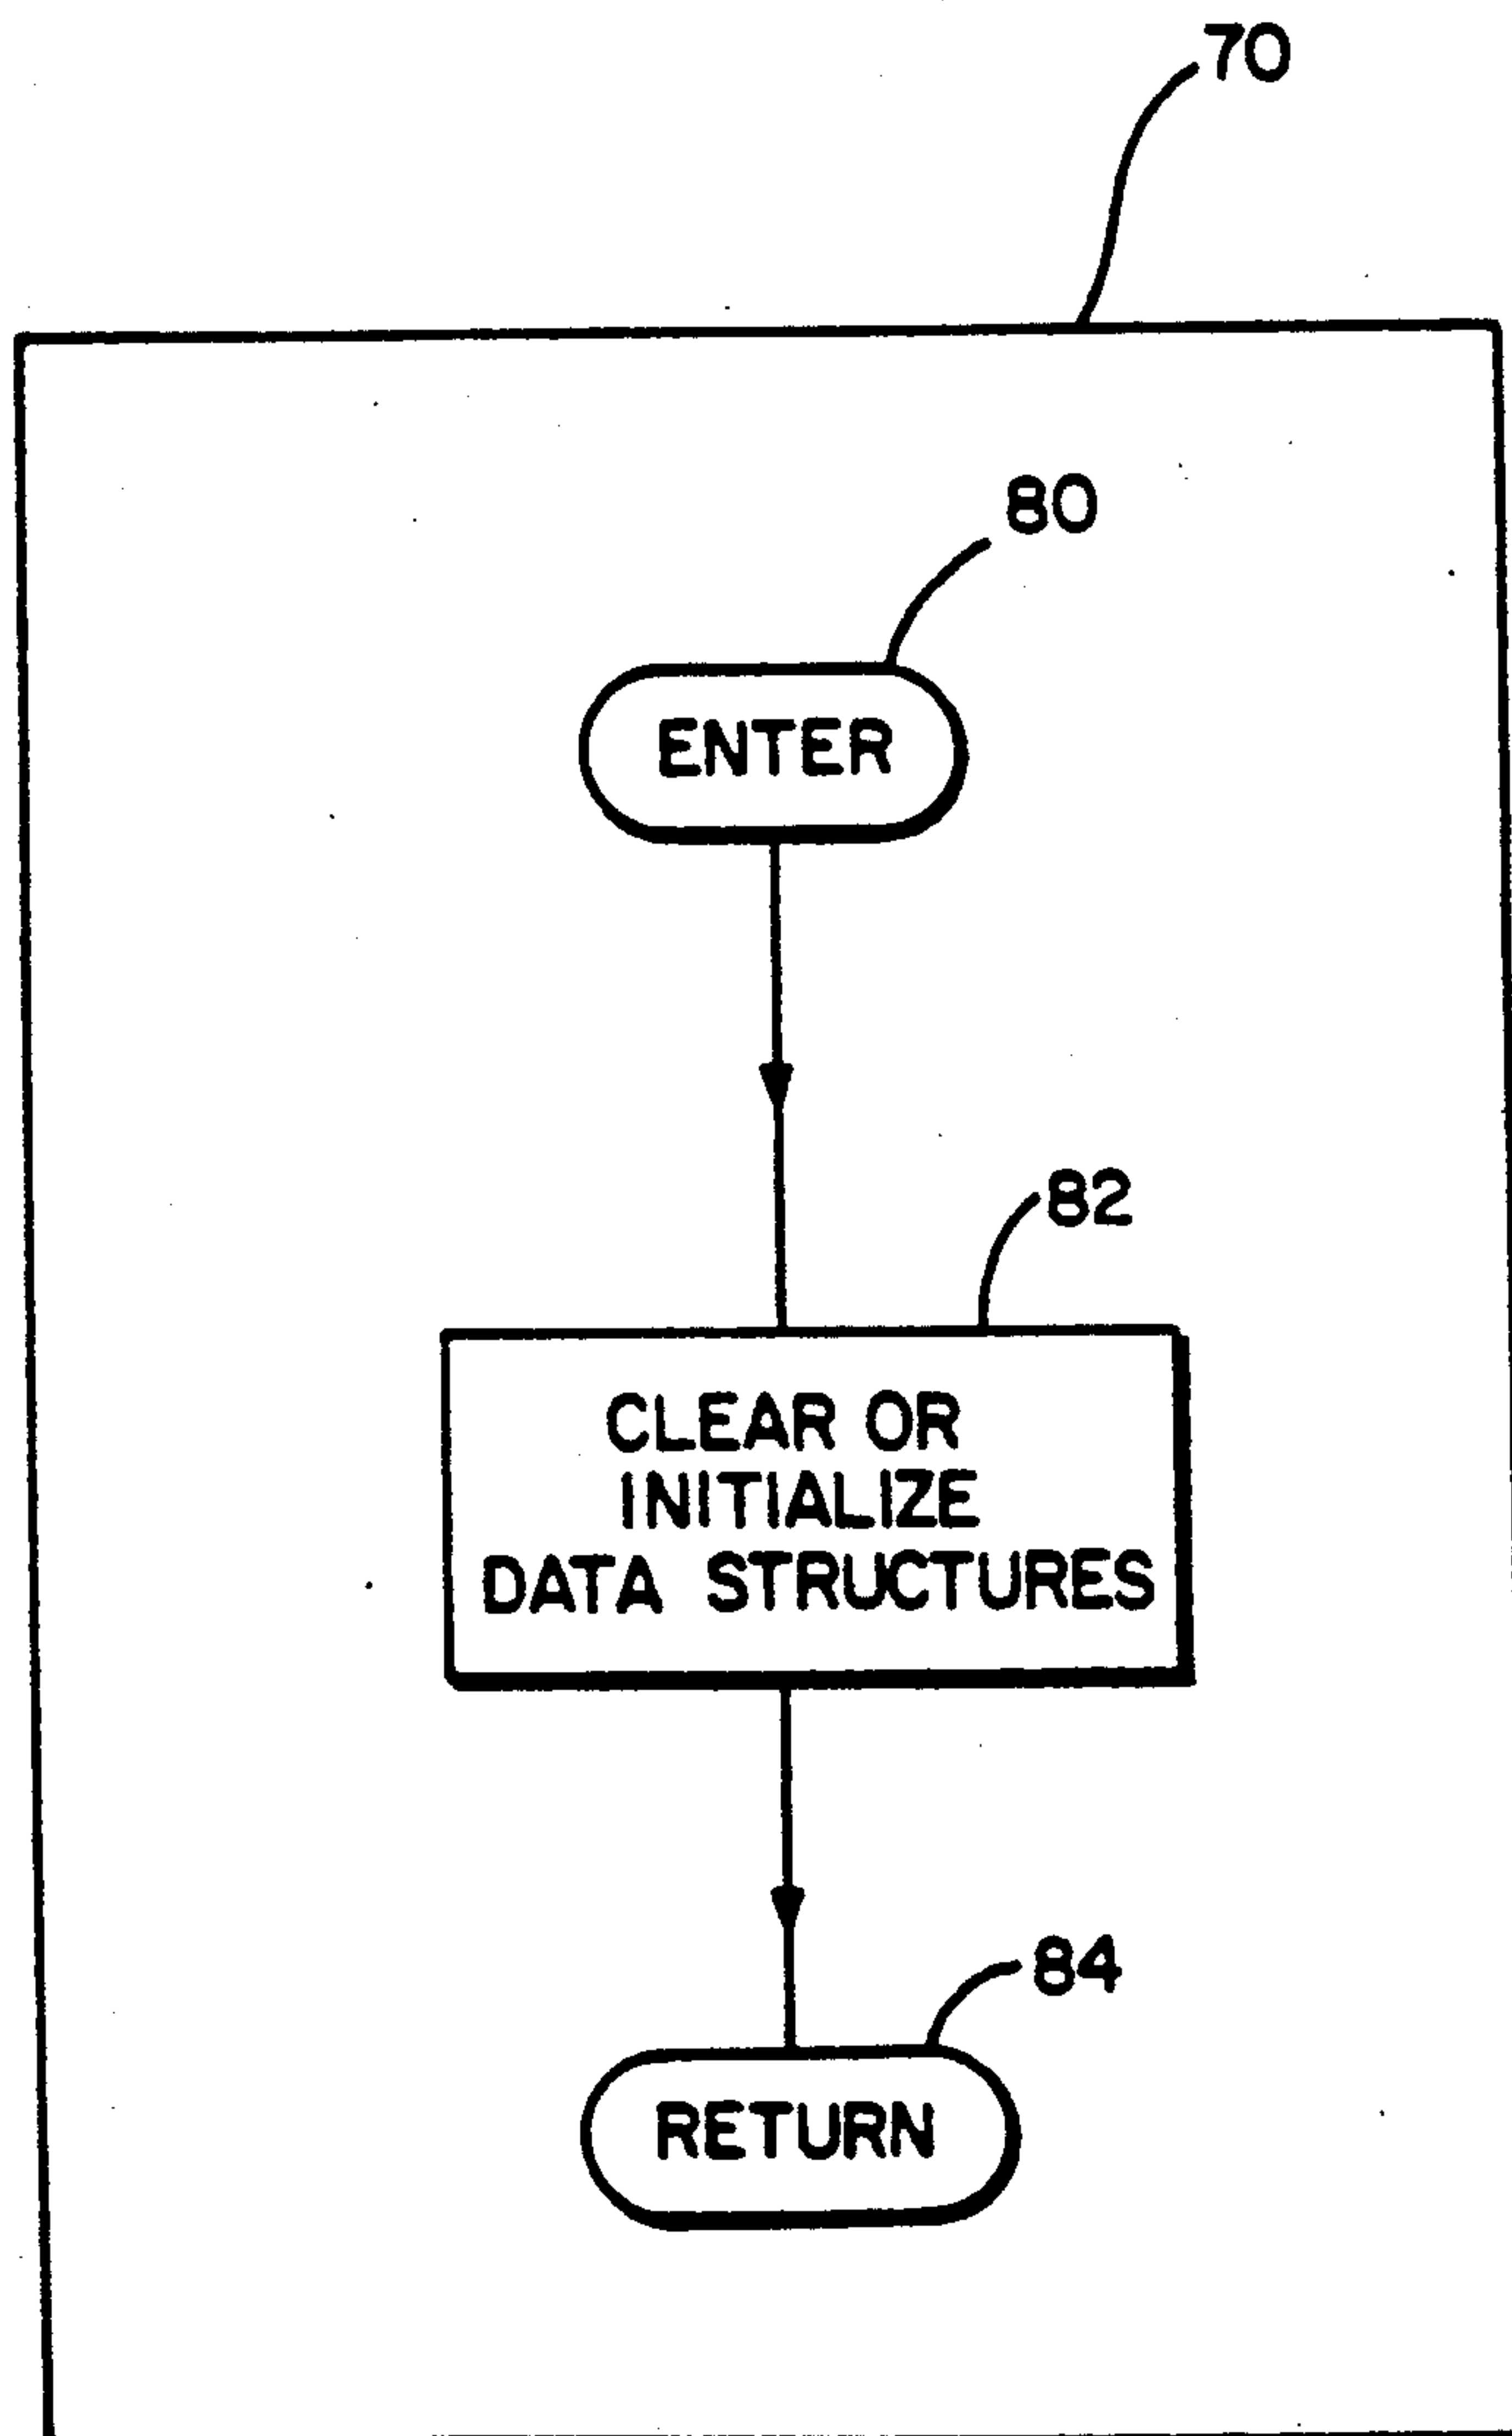 70
80
ENTER
82
CLEAR OR
INITIALIZE
DATA STRUCTURES
84
RETURN